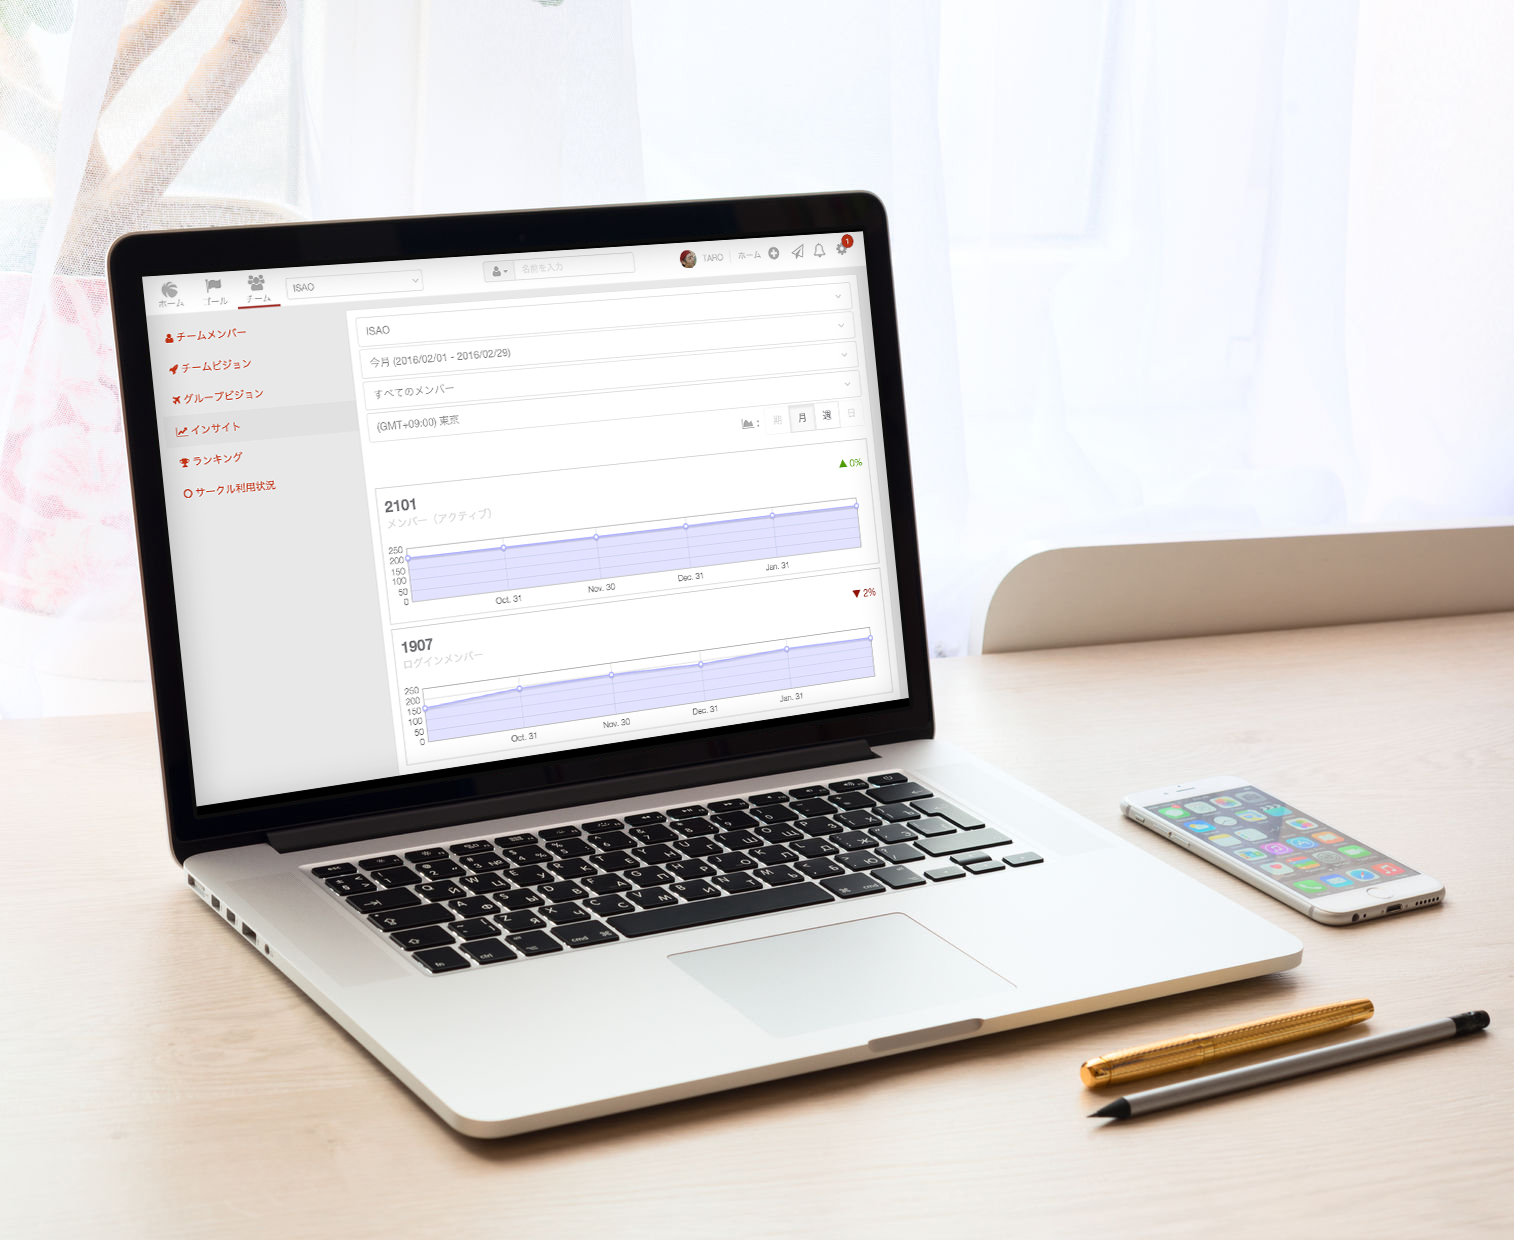 ホーム ゴール チーム ISAO 名前を入力 TARO ホーム 1
チームメンバー
チームビジョン
グループビジョン
インサイト
ランキング
サークル利用状況
ISAO
今月 (2016/02/01 - 2016/02/29)
すべてのメンバー
(GMT+09:00) 東京
: 期 月 週 日
▲0%
2101
メンバー（アクティブ）
250
200
150
100
50
0
Oct. 31 Nov. 30 Dec. 31 Jan. 31
▼2%
1907
ログインメンバー
250
200
150
100
50
0
Oct. 31 Nov. 30 Dec. 31 Jan. 31
fn ctrl cmd ⌘ ⌘ cmd